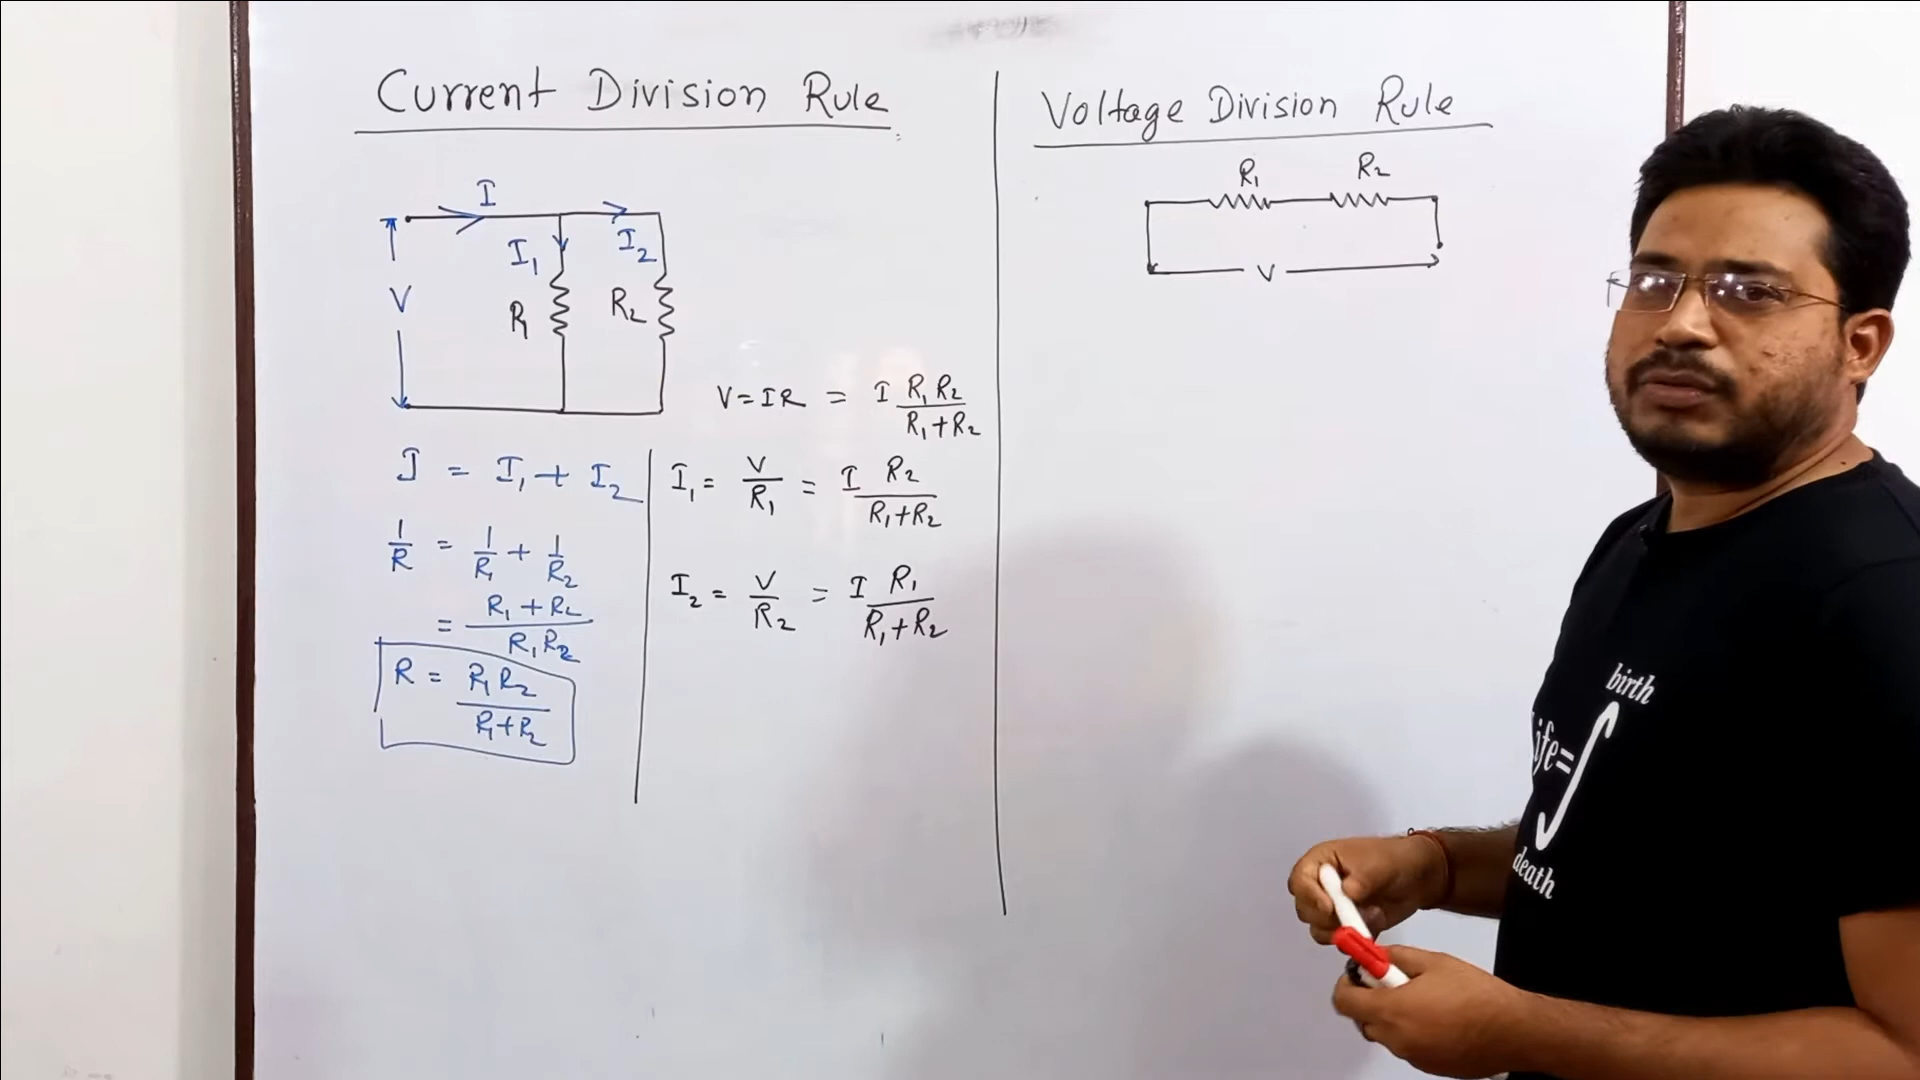 Current Division Rule
I
I₁
I₂
V
R₁
R₂
V = IR = I R₁R₂/(R₁+R₂)
I = I₁ + I₂
I₁ = V/R₁ = I R₂/(R₁+R₂)
1/R = 1/R₁ + 1/R₂
= (R₁+R₂)/(R₁R₂)
I₂ = V/R₂ = I R₁/(R₁+R₂)
R = R₁R₂/(R₁+R₂)
Voltage Division Rule
R₁
R₂
V
birth
ife=∫
death